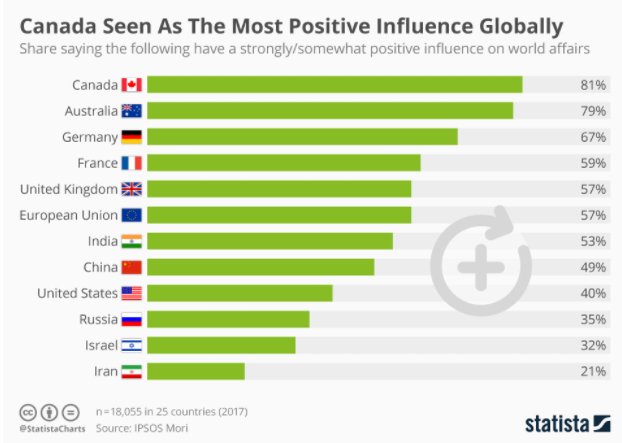 Canada Seen As The Most Positive Influence Globally
Share saying the following have a strongly/somewhat positive influence on world affairs
Canada 81%
Australia 79%
Germany 67%
France 59%
United Kingdom 57%
European Union 57%
India 53%
China 49%
United States 40%
Russia 35%
Israel 32%
Iran 21%
cc
@StatistaCharts
n=18,055 in 25 countries (2017)
Source: IPSOS Mori
statista